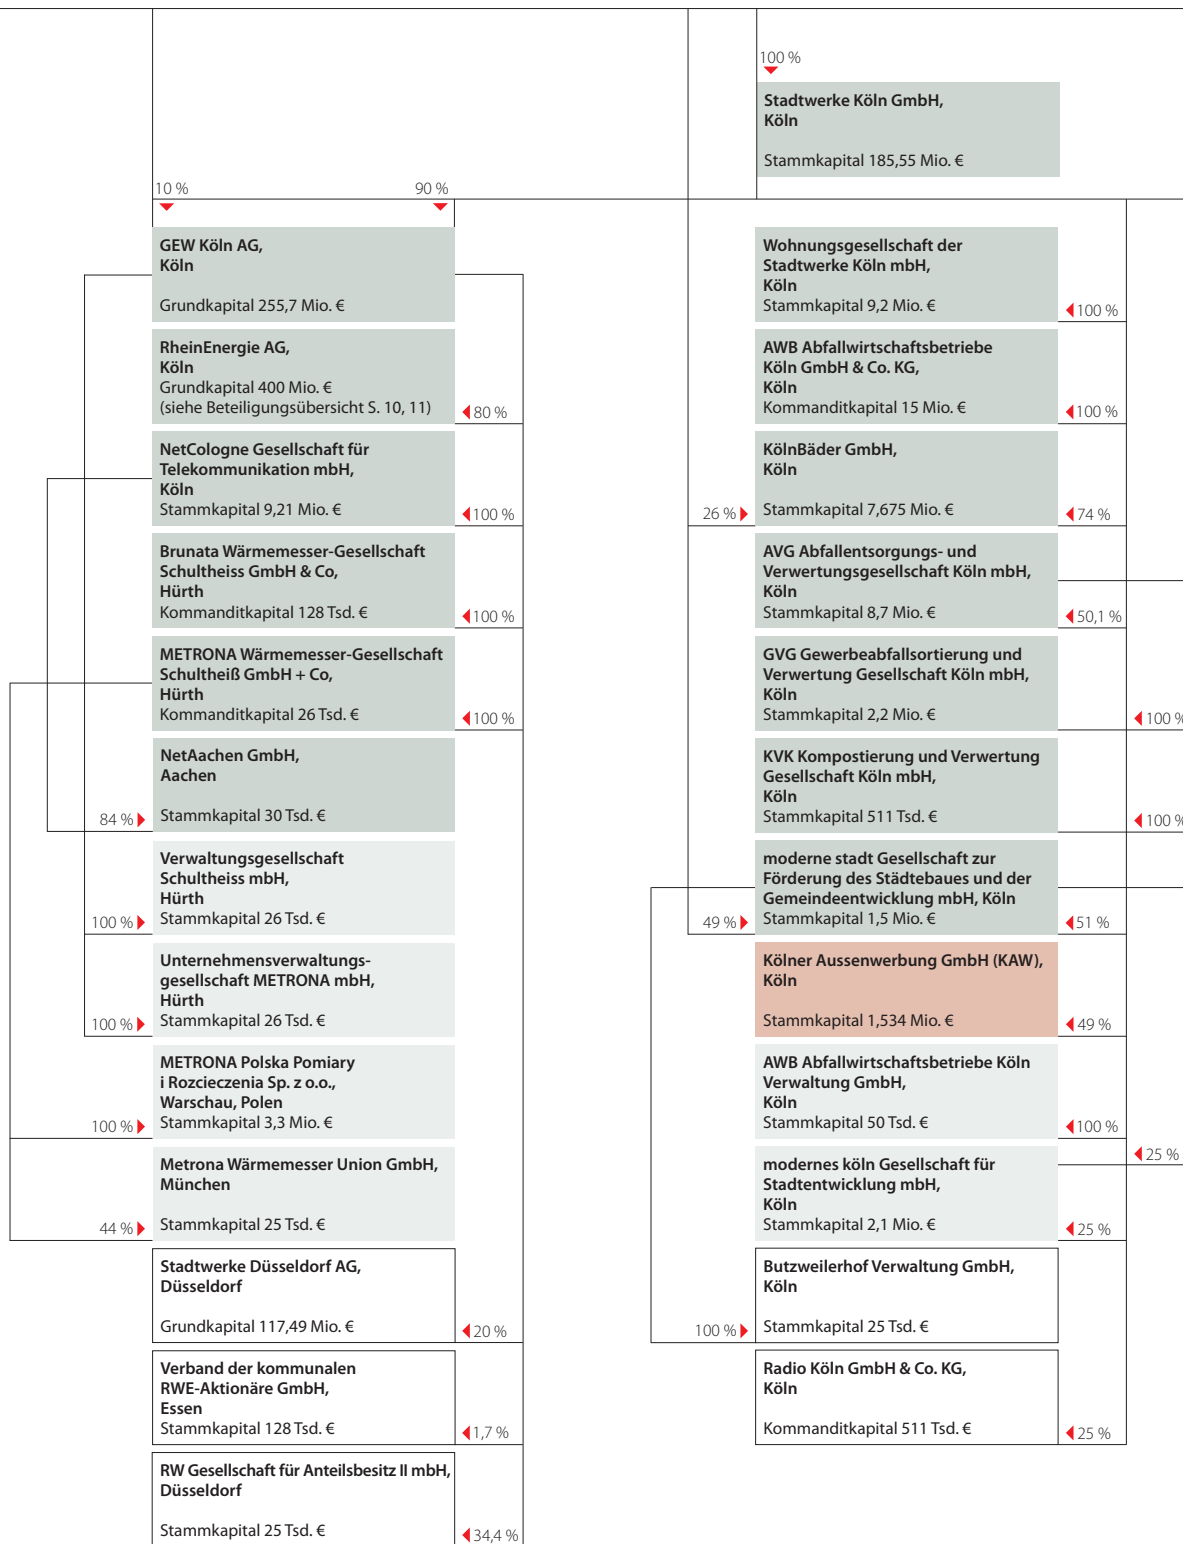 100 %
Stadtwerke Köln GmbH,
Köln
Stammkapital 185,55 Mio. €
10 %
90 %
GEW Köln AG,
Köln
Grundkapital 255,7 Mio. €
RheinEnergie AG,
Köln
Grundkapital 400 Mio. €
(siehe Beteiligungsübersicht S. 10, 11)
80 %
NetCologne Gesellschaft für
Telekommunikation mbH,
Köln
Stammkapital 9,21 Mio. €
100 %
Brunata Wärmemesser-Gesellschaft
Schultheiss GmbH & Co,
Hürth
Kommanditkapital 128 Tsd. €
100 %
METRONA Wärmemesser-Gesellschaft
Schultheiß GmbH + Co,
Hürth
Kommanditkapital 26 Tsd. €
100 %
NetAachen GmbH,
Aachen
Stammkapital 30 Tsd. €
84 %
Verwaltungsgesellschaft
Schultheiss mbH,
Hürth
Stammkapital 26 Tsd. €
100 %
Unternehmensverwaltungs-
gesellschaft METRONA mbH,
Hürth
Stammkapital 26 Tsd. €
100 %
METRONA Polska Pomiary
i Rozcieczenia Sp. z o.o.,
Warschau, Polen
Stammkapital 3,3 Mio. €
100 %
Metrona Wärmemesser Union GmbH,
München
Stammkapital 25 Tsd. €
44 %
Stadtwerke Düsseldorf AG,
Düsseldorf
Grundkapital 117,49 Mio. €
20 %
Verband der kommunalen
RWE-Aktionäre GmbH,
Essen
Stammkapital 128 Tsd. €
1,7 %
RW Gesellschaft für Anteilsbesitz II mbH,
Düsseldorf
Stammkapital 25 Tsd. €
34,4 %
Wohnungsgesellschaft der
Stadtwerke Köln mbH,
Köln
Stammkapital 9,2 Mio. €
100 %
AWB Abfallwirtschaftsbetriebe
Köln GmbH & Co. KG,
Köln
Kommanditkapital 15 Mio. €
100 %
KölnBäder GmbH,
Köln
Stammkapital 7,675 Mio. €
26 %
74 %
AVG Abfallentsorgungs- und
Verwertungsgesellschaft Köln mbH,
Köln
Stammkapital 8,7 Mio. €
50,1 %
GVG Gewerbeabfallsortierung und
Verwertung Gesellschaft Köln mbH,
Köln
Stammkapital 2,2 Mio. €
100 %
KVK Kompostierung und Verwertung
Gesellschaft Köln mbH,
Köln
Stammkapital 511 Tsd. €
100 %
moderne stadt Gesellschaft zur
Förderung des Städtebaues und der
Gemeindeentwicklung mbH, Köln
Stammkapital 1,5 Mio. €
49 %
51 %
Kölner Aussenwerbung GmbH (KAW),
Köln
Stammkapital 1,534 Mio. €
49 %
AWB Abfallwirtschaftsbetriebe Köln
Verwaltung GmbH,
Köln
Stammkapital 50 Tsd. €
100 %
modernes köln Gesellschaft für
Stadtentwicklung mbH,
Köln
Stammkapital 2,1 Mio. €
25 %
25 %
Butzweilerhof Verwaltung GmbH,
Köln
Stammkapital 25 Tsd. €
100 %
Radio Köln GmbH & Co. KG,
Köln
Kommanditkapital 511 Tsd. €
25 %